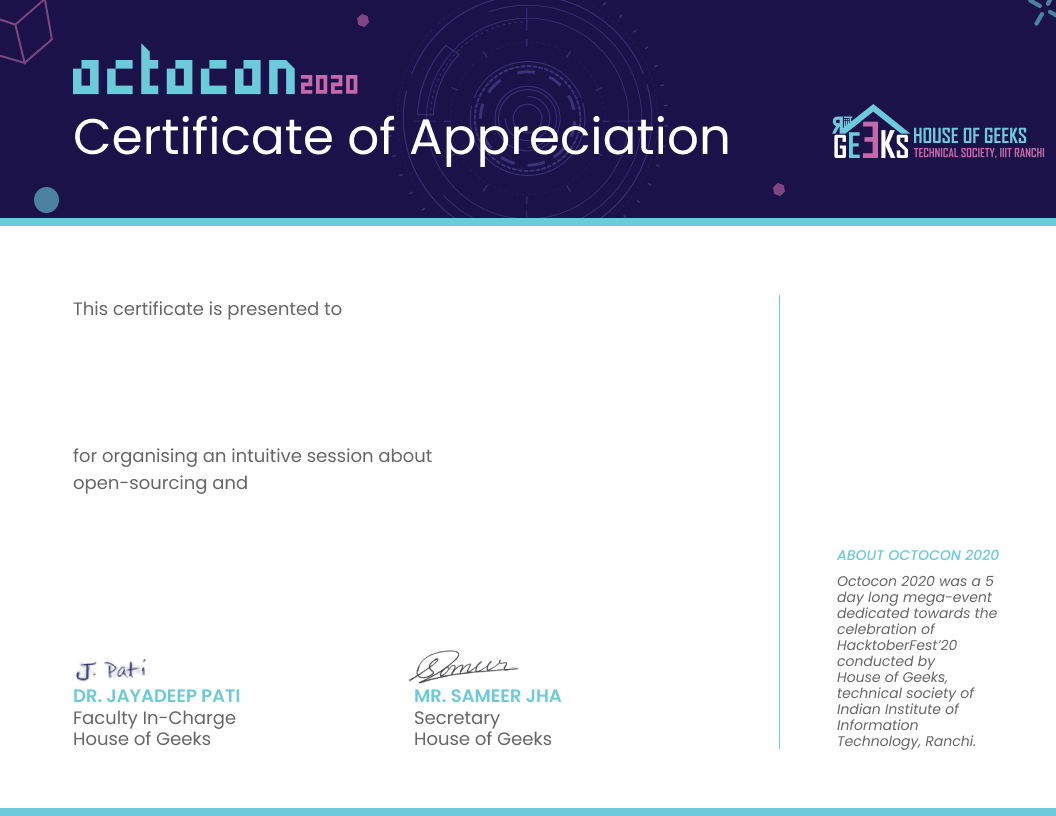 octocon 2020
Certificate of Appreciation
GEEKS
HOUSE OF GEEKS
TECHNICAL SOCIETY, IIIT RANCHI
This certificate is presented to
for organising an intuitive session about
open-sourcing and
J. Pati
DR. JAYADEEP PATI
Faculty In-Charge
House of Geeks
Sameer
MR. SAMEER JHA
Secretary
House of Geeks
ABOUT OCTOCON 2020
Octocon 2020 was a 5
day long mega-event
dedicated towards the
celebration of
HacktoberFest'20
conducted by
House of Geeks,
technical society of
Indian Institute of
Information
Technology, Ranchi.